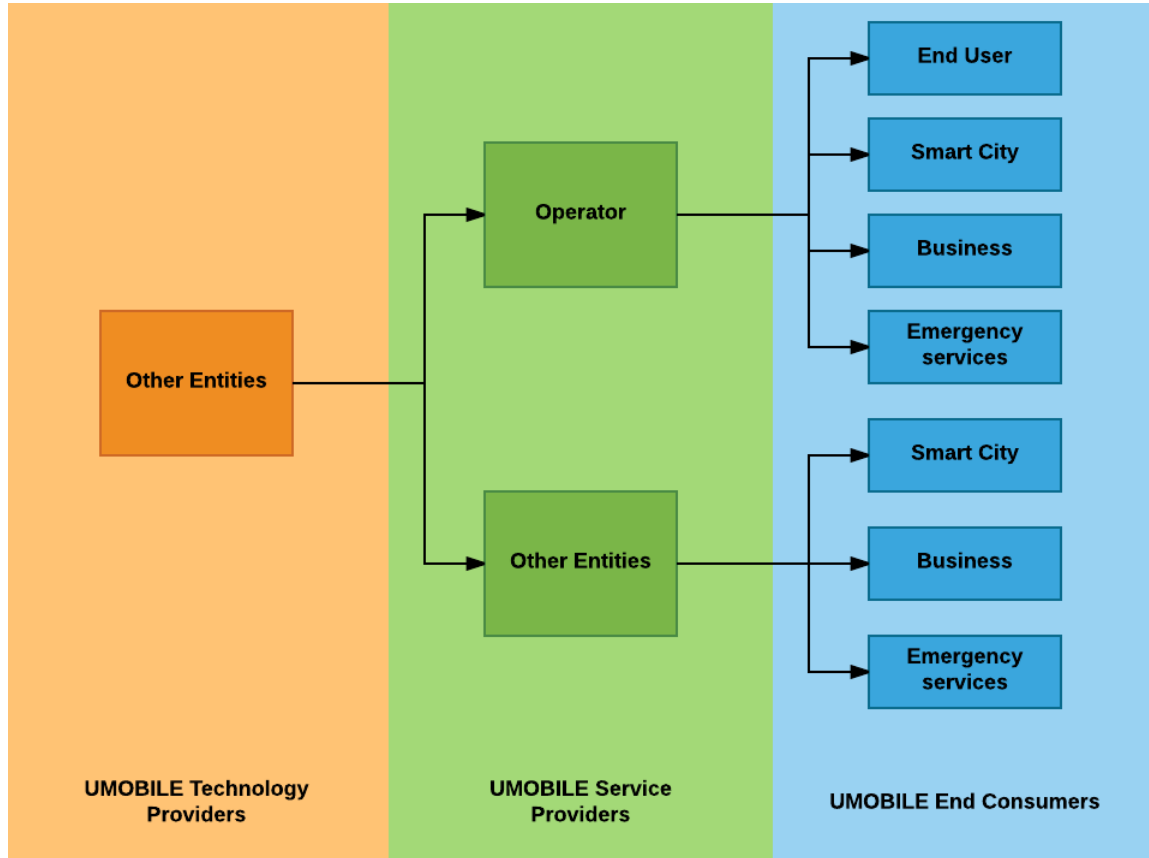 End User
Smart City
Operator
Business
Other Entities
Emergency
services
Smart City
Other Entities
Business
Emergency
services
UMOBILE Technology
Providers
UMOBILE Service
Providers
UMOBILE End Consumers